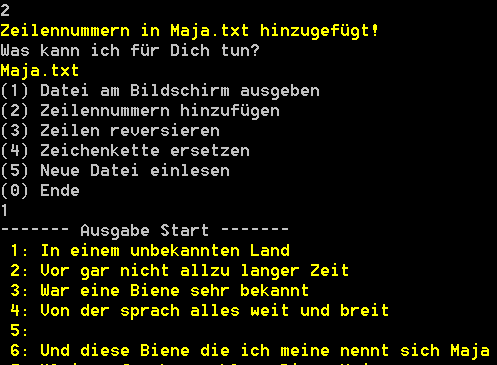 2
Zeilennummern in Maja.txt hinzugefügt!
Was kann ich für Dich tun?
Maja.txt
(1) Datei am Bildschirm ausgeben
(2) Zeilennummern hinzufügen
(3) Zeilen reversieren
(4) Zeichenkette ersetzen
(5) Neue Datei einlesen
(0) Ende
1
------- Ausgabe Start -------
1: In einem unbekannten Land
2: Vor gar nicht allzu langer Zeit
3: War eine Biene sehr bekannt
4: Von der sprach alles weit und breit
5:
6: Und diese Biene die ich meine nennt sich Maja